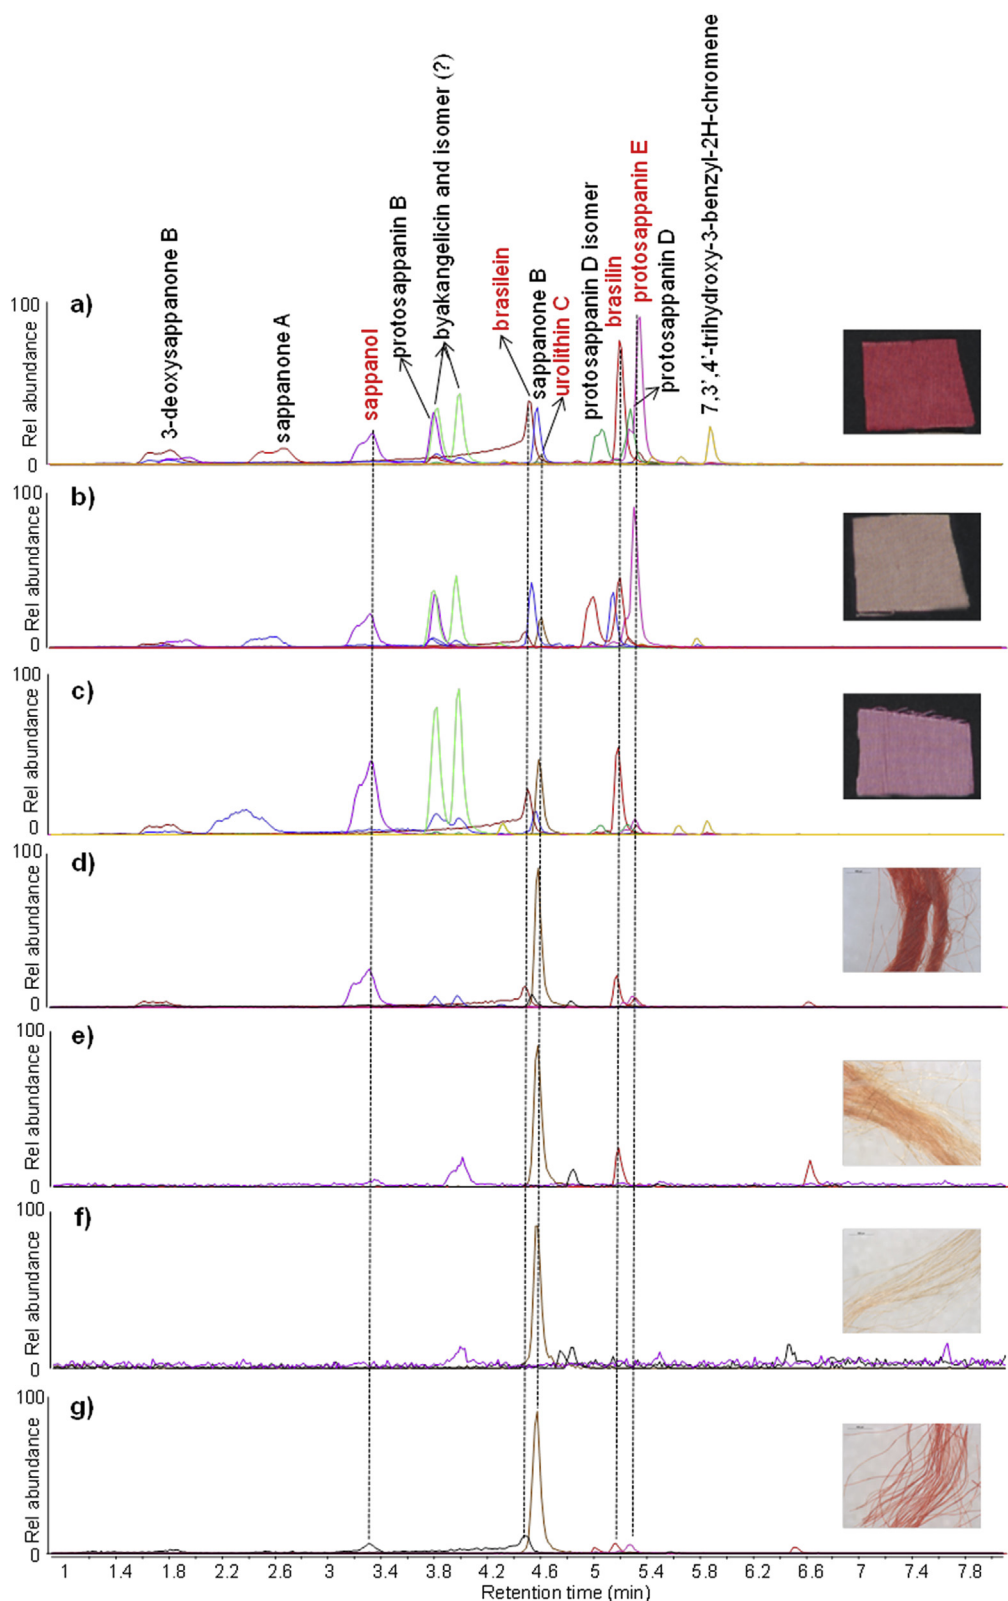 3-deoxysappanone B
sappanone A
sappanol
protosappanin B
byakangelicin and isomer (?)
brasilein
sappanone B
urolithin C
protosappanin D isomer
brasilin
protosappanin E
protosappanin D
7,3',4'-trihydroxy-3-benzyl-2H-chromene
a)
100
Rel abundance
0
b)
100
Rel abundance
0
c)
100
Rel abundance
0
d)
100
Rel abundance
0
e)
100
Rel abundance
0
f)
100
Rel abundance
0
g)
100
Rel abundance
0
1 1.4 1.8 2.2 2.6 3 3.4 3.8 4.2 4.6 5 5.4 5.8 6.2 6.6 7 7.4 7.8
Retention time (min)